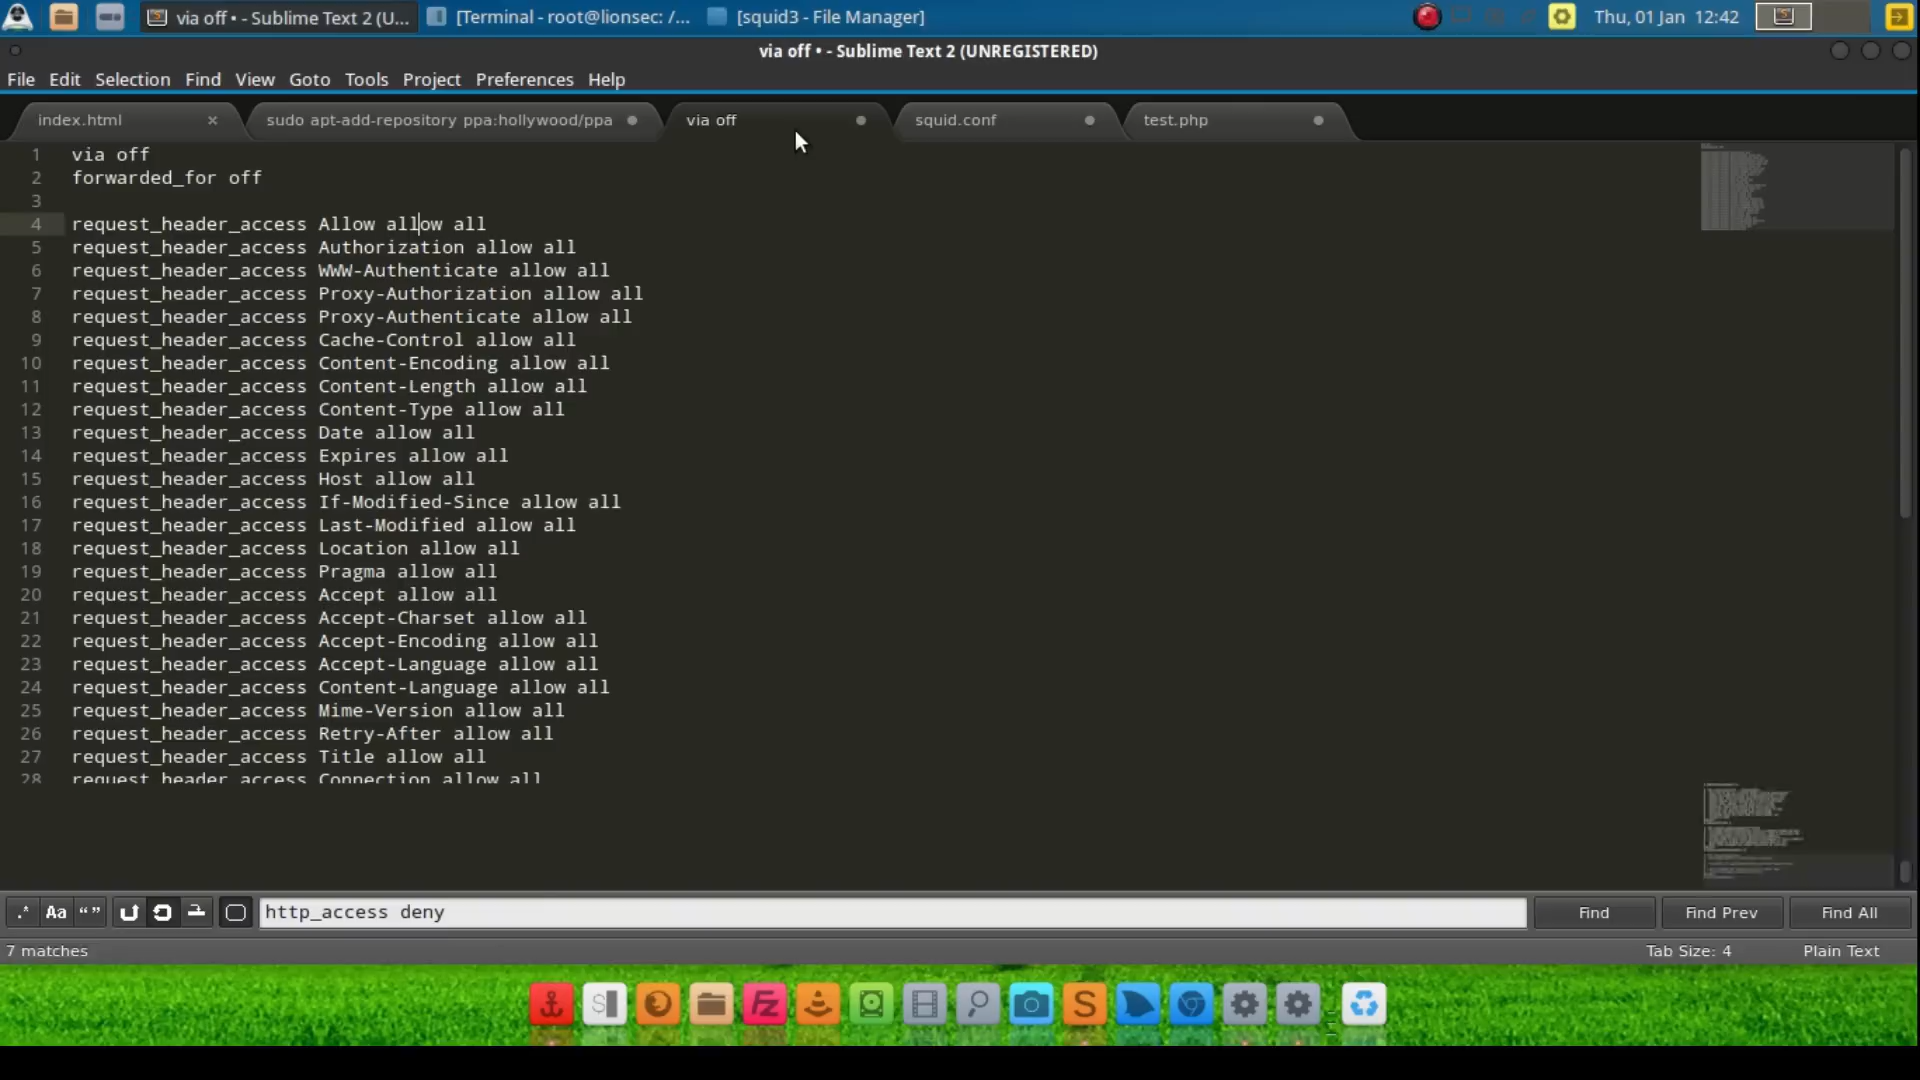 via off • - Sublime Text 2 (U...
[Terminal - root@lionsec: /...
[squid3 - File Manager]
Thu, 01 Jan 12:42
via off • - Sublime Text 2 (UNREGISTERED)
File Edit Selection Find View Goto Tools Project Preferences Help
index.html × sudo apt-add-repository ppa:hollywood/ppa via off squid.conf test.php
1 via off
2 forwarded_for off
3
4 request_header_access Allow allow all
5 request_header_access Authorization allow all
6 request_header_access WWW-Authenticate allow all
7 request_header_access Proxy-Authorization allow all
8 request_header_access Proxy-Authenticate allow all
9 request_header_access Cache-Control allow all
10 request_header_access Content-Encoding allow all
11 request_header_access Content-Length allow all
12 request_header_access Content-Type allow all
13 request_header_access Date allow all
14 request_header_access Expires allow all
15 request_header_access Host allow all
16 request_header_access If-Modified-Since allow all
17 request_header_access Last-Modified allow all
18 request_header_access Location allow all
19 request_header_access Pragma allow all
20 request_header_access Accept allow all
21 request_header_access Accept-Charset allow all
22 request_header_access Accept-Encoding allow all
23 request_header_access Accept-Language allow all
24 request_header_access Content-Language allow all
25 request_header_access Mime-Version allow all
26 request_header_access Retry-After allow all
27 request_header_access Title allow all
28 request_header_access Connection allow all
.* Aa “ ” http_access deny Find Find Prev Find All
7 matches Tab Size: 4 Plain Text